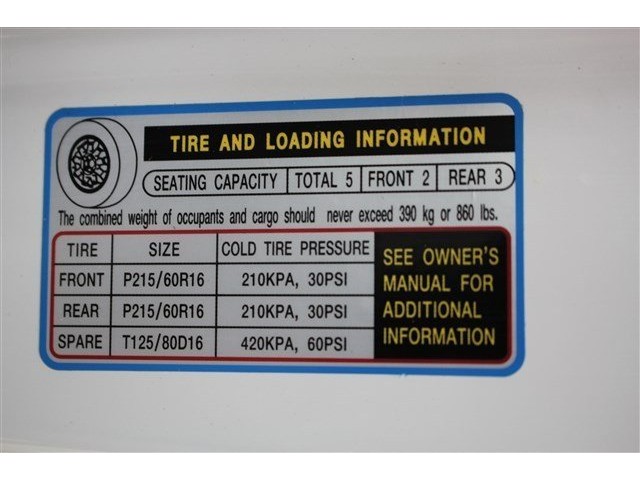 TIRE AND LOADING INFORMATION
SEATING CAPACITY TOTAL 5 FRONT 2 REAR 3
The combined weight of occupants and cargo should never exceed 390 kg or 860 lbs.
TIRE SIZE COLD TIRE PRESSURE
FRONT P215/60R16 210KPA, 30PSI
REAR P215/60R16 210KPA, 30PSI
SPARE T125/80D16 420KPA, 60PSI
SEE OWNER'S
MANUAL FOR
ADDITIONAL
INFORMATION